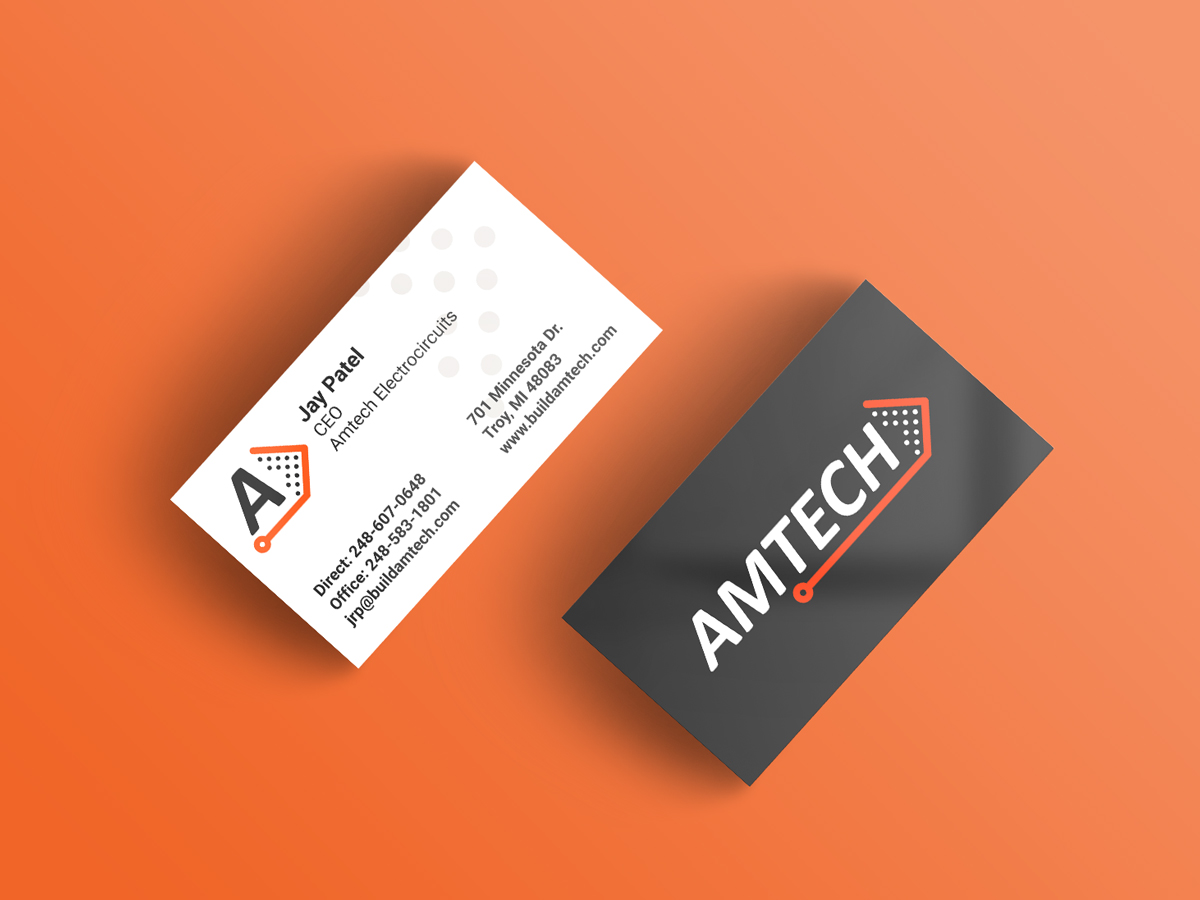 A
Jay Patel
CEO
Amtech Electrocircuits
Direct: 248-607-0648
Office: 248-583-1801
jrp@buildamtech.com
701 Minnesota Dr.
Troy, MI 48083
www.buildamtech.com
AMTECH